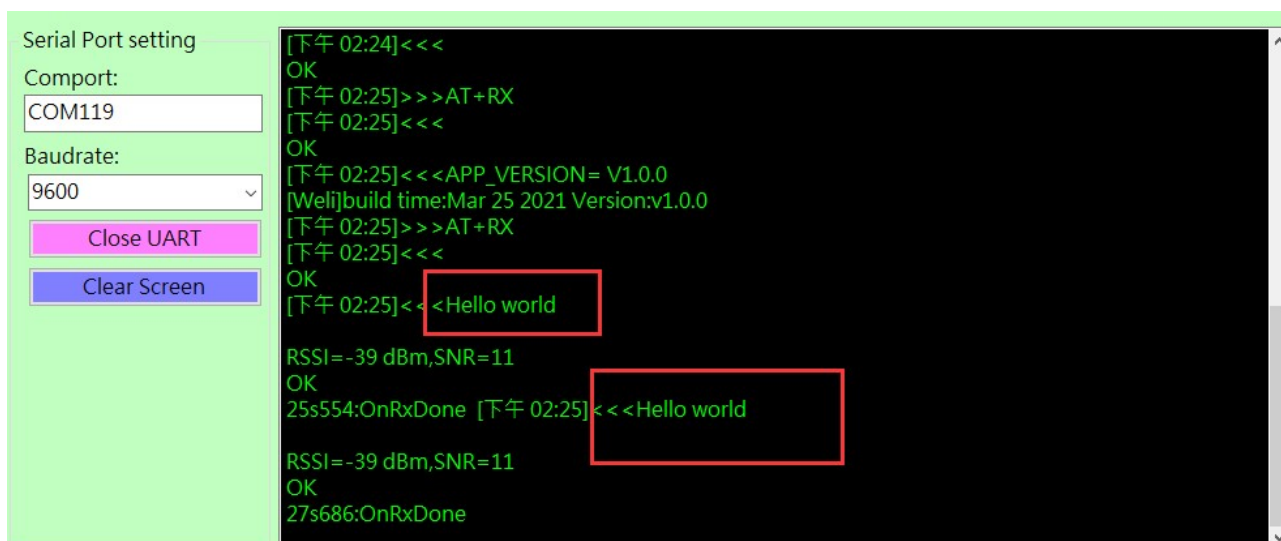 Serial Port setting
Comport:
COM119
Baudrate:
9600
Close UART
Clear Screen
[下午 02:24]<<<
OK
[下午 02:25]>>>AT+RX
[下午 02:25]<<<
OK
[下午 02:25]<<<APP_VERSION= V1.0.0
[Weli]build time:Mar 25 2021 Version:v1.0.0
[下午 02:25]>>>AT+RX
[下午 02:25]<<<
OK
[下午 02:25]<<<Hello world
RSSI=-39 dBm,SNR=11
OK
25s554:OnRxDone [下午 02:25]<<<Hello world
RSSI=-39 dBm,SNR=11
OK
27s686:OnRxDone